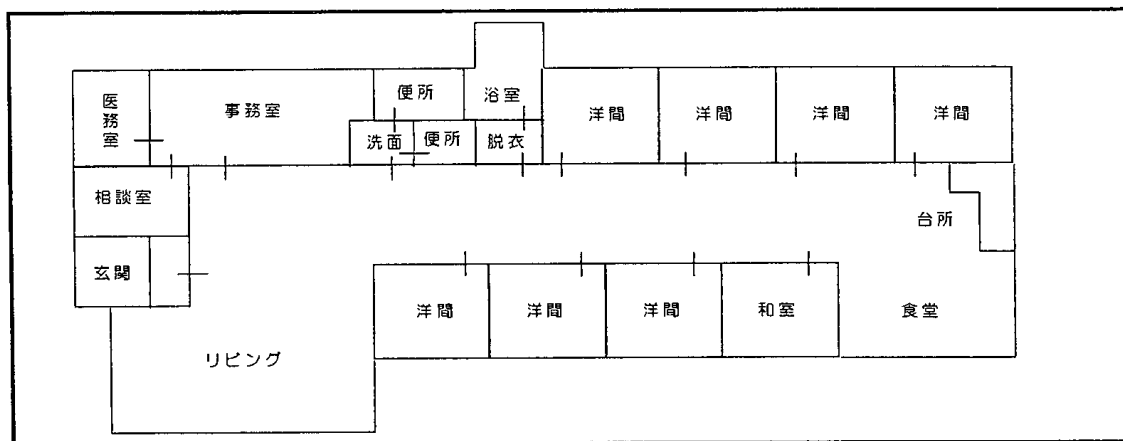 医務室
事務室
便所
浴室
洋間
洋間
洋間
洋間
洗面
便所
脱衣
相談室
台所
玄関
洋間
洋間
洋間
和室
食堂
リビング